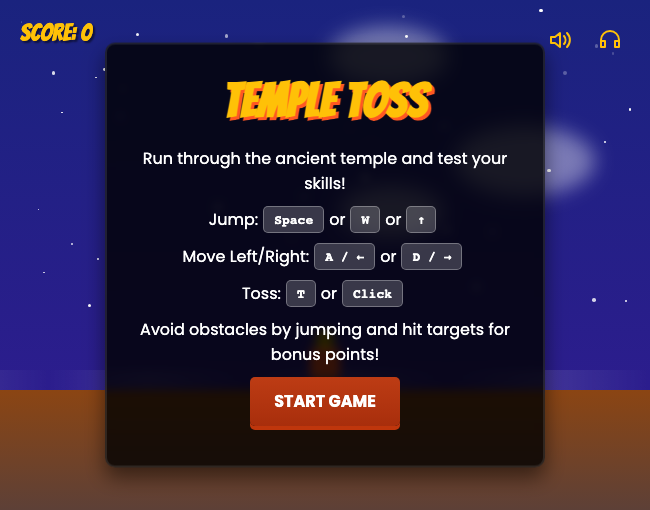 SCORE: 0
TEMPLE TOSS
Run through the ancient temple and test your
skills!
Jump: Space or W or ↑
Move Left/Right: A / ← or D / →
Toss: T or Click
Avoid obstacles by jumping and hit targets for
bonus points!
START GAME